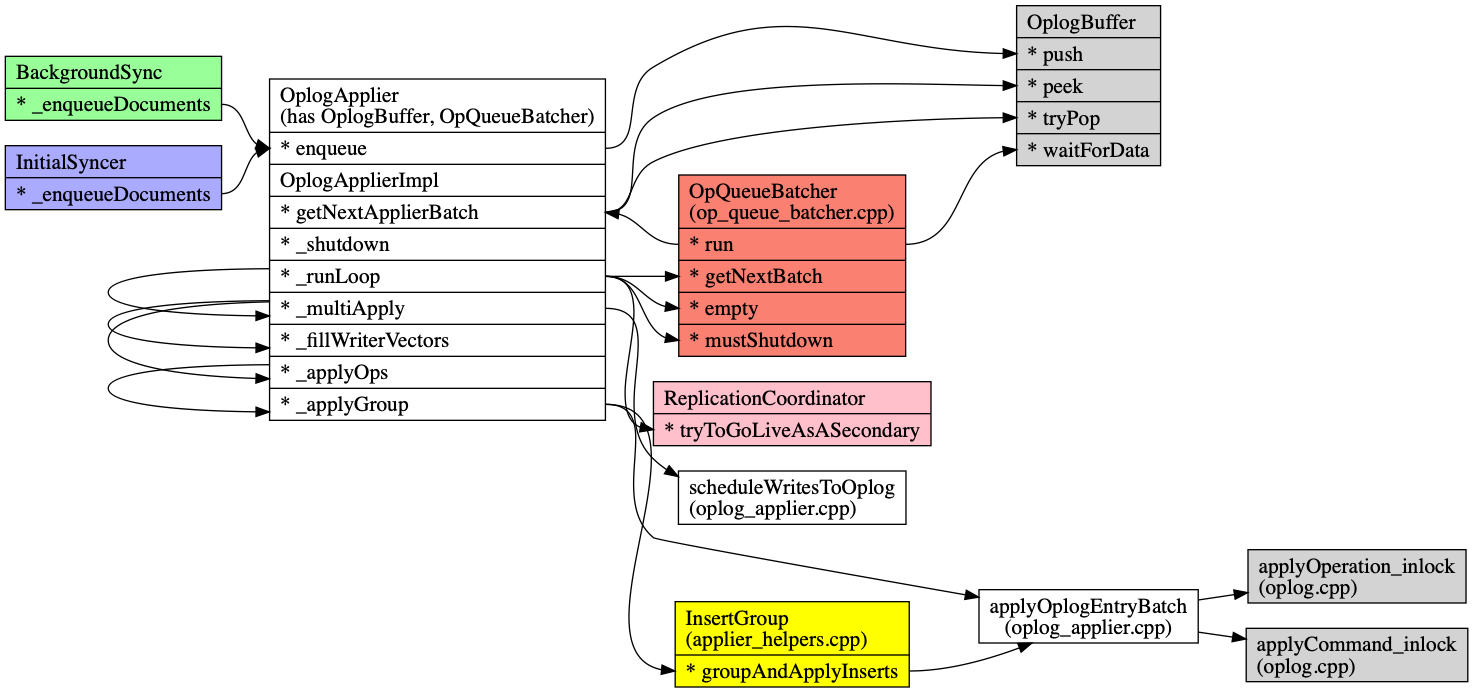 BackgroundSync
* _enqueueDocuments
InitialSyncer
* _enqueueDocuments
OplogApplier
(has OplogBuffer, OpQueueBatcher)
* enqueue
OplogApplierImpl
* getNextApplierBatch
* _shutdown
* _runLoop
* _multiApply
* _fillWriterVectors
* _applyOps
* _applyGroup
OplogBuffer
* push
* peek
* tryPop
* waitForData
OpQueueBatcher
(op_queue_batcher.cpp)
* run
* getNextBatch
* empty
* mustShutdown
ReplicationCoordinator
* tryToGoLiveAsASecondary
scheduleWritesToOplog
(oplog_applier.cpp)
InsertGroup
(applier_helpers.cpp)
* groupAndApplyInserts
applyOplogEntryBatch
(oplog_applier.cpp)
applyOperation_inlock
(oplog.cpp)
applyCommand_inlock
(oplog.cpp)